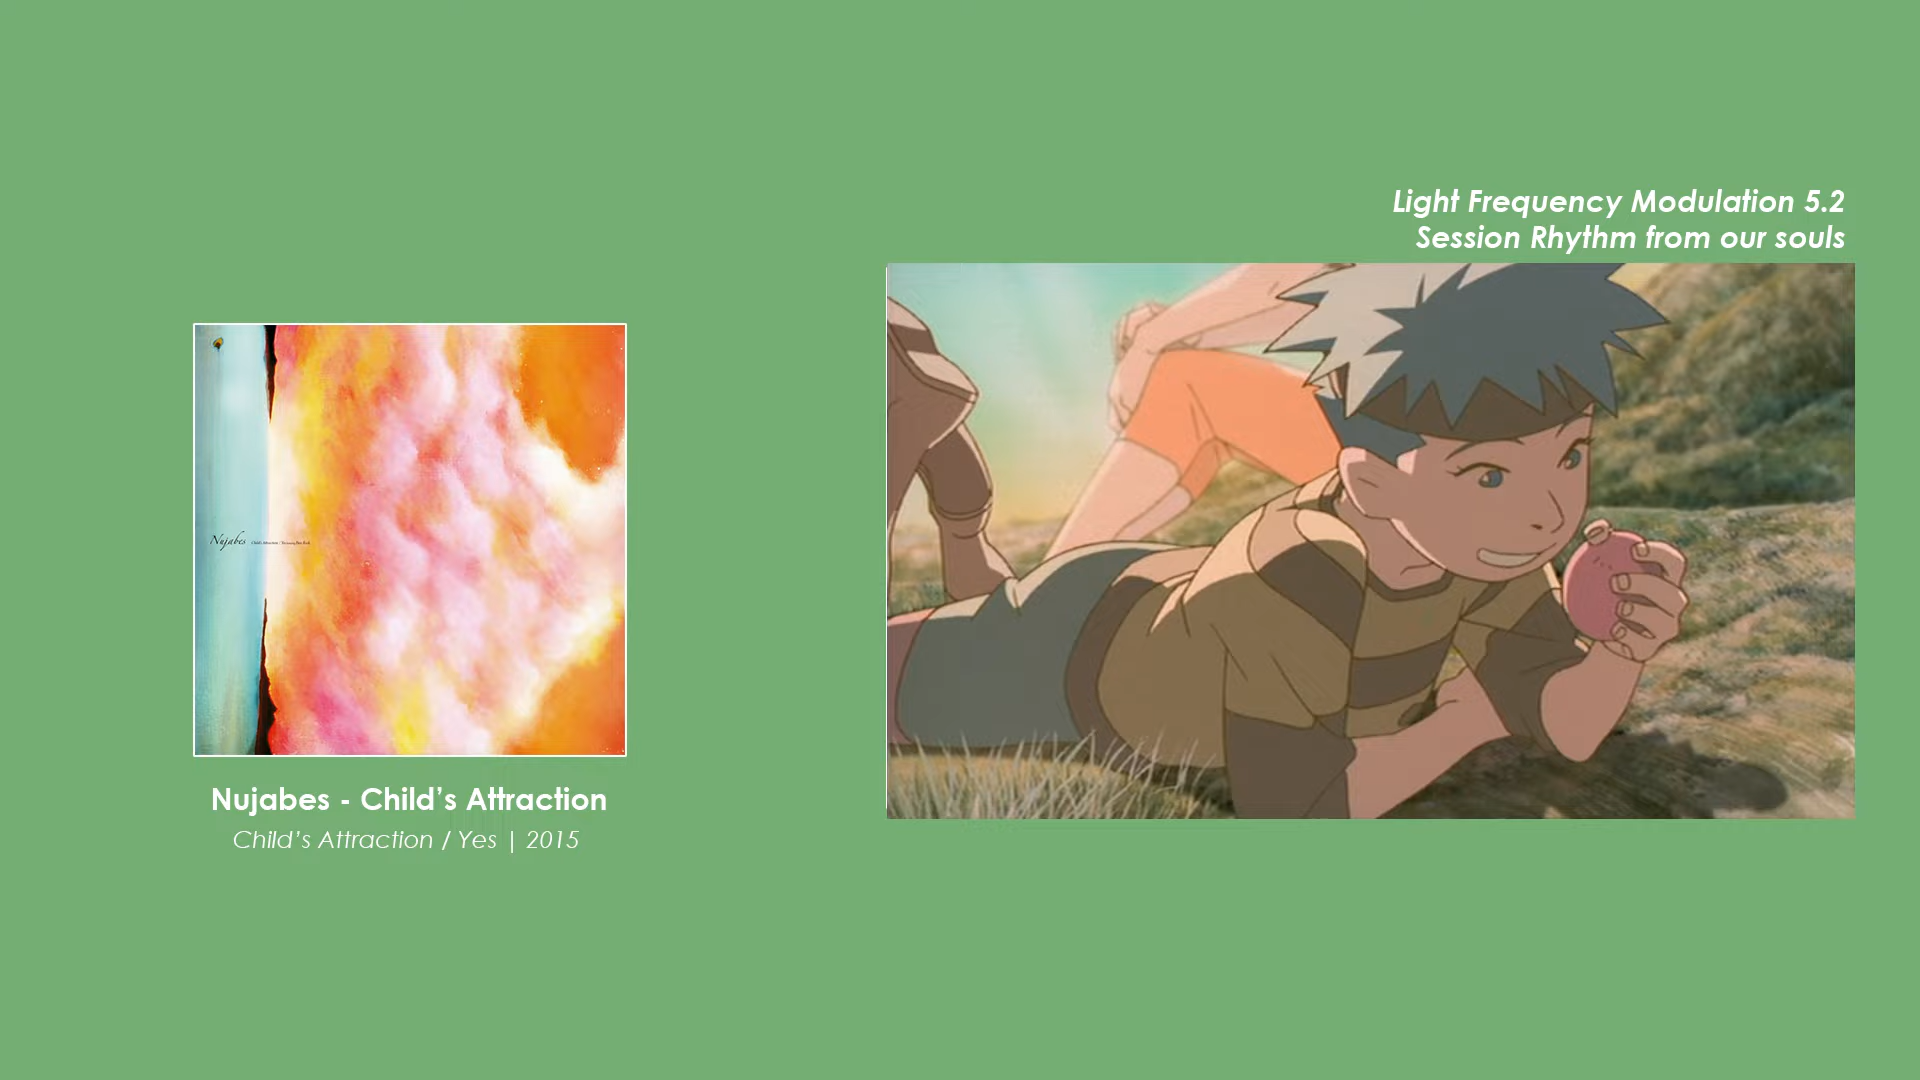 Light Frequency Modulation 5.2
Session Rhythm from our souls
Nujabes
Nujabes - Child’s Attraction
Child’s Attraction / Yes | 2015